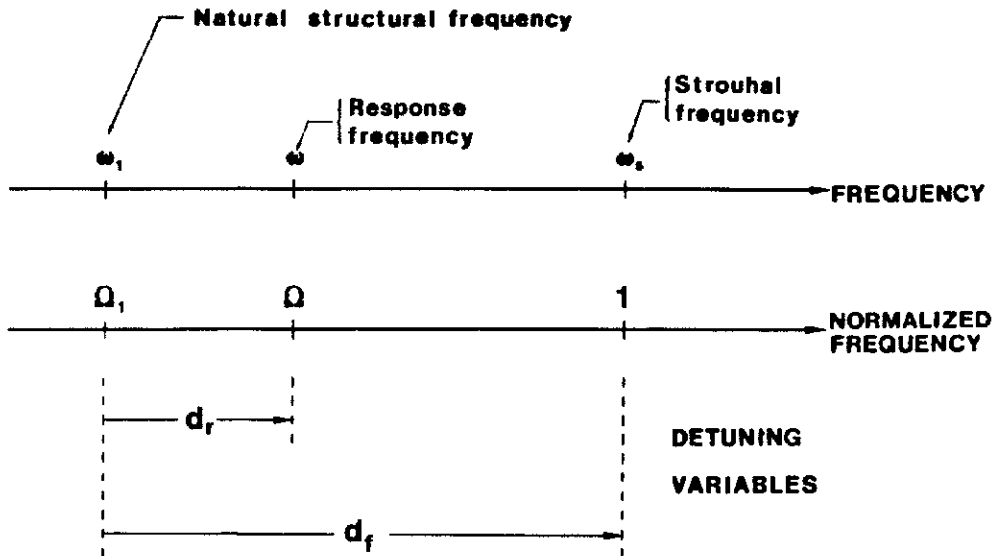 Natural structural frequency
Response
frequency
Strouhal
frequency
ω₁
ω
ωₛ
FREQUENCY
Ω₁
Ω
1
NORMALIZED
FREQUENCY
dᵣ
DETUNING
VARIABLES
d_f